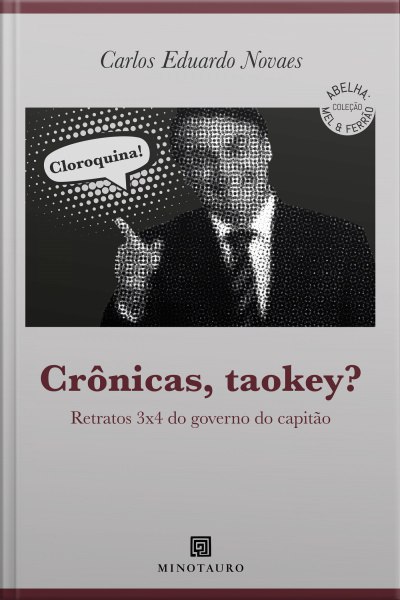 Carlos Eduardo Novaes
ABELHA:
COLEÇÃO
MEL & FERRÃO
Cloroquina!
Crônicas, taokey?
Retratos 3x4 do governo do capitão
MINOTAURO